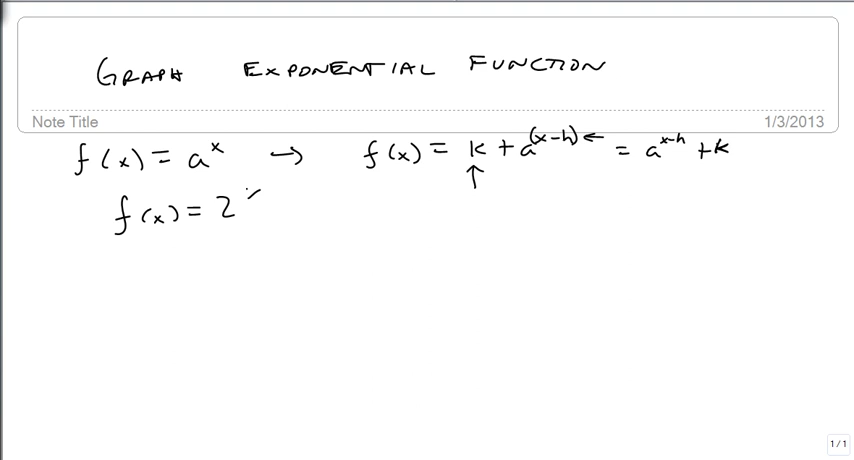 GRAPH EXPONENTIAL FUNCTION
Note Title 1/3/2013
f(x) = a^x → f(x) = k + a^(x-h) ← = a^x-h + k
↑
f(x) = 2
1 / 1